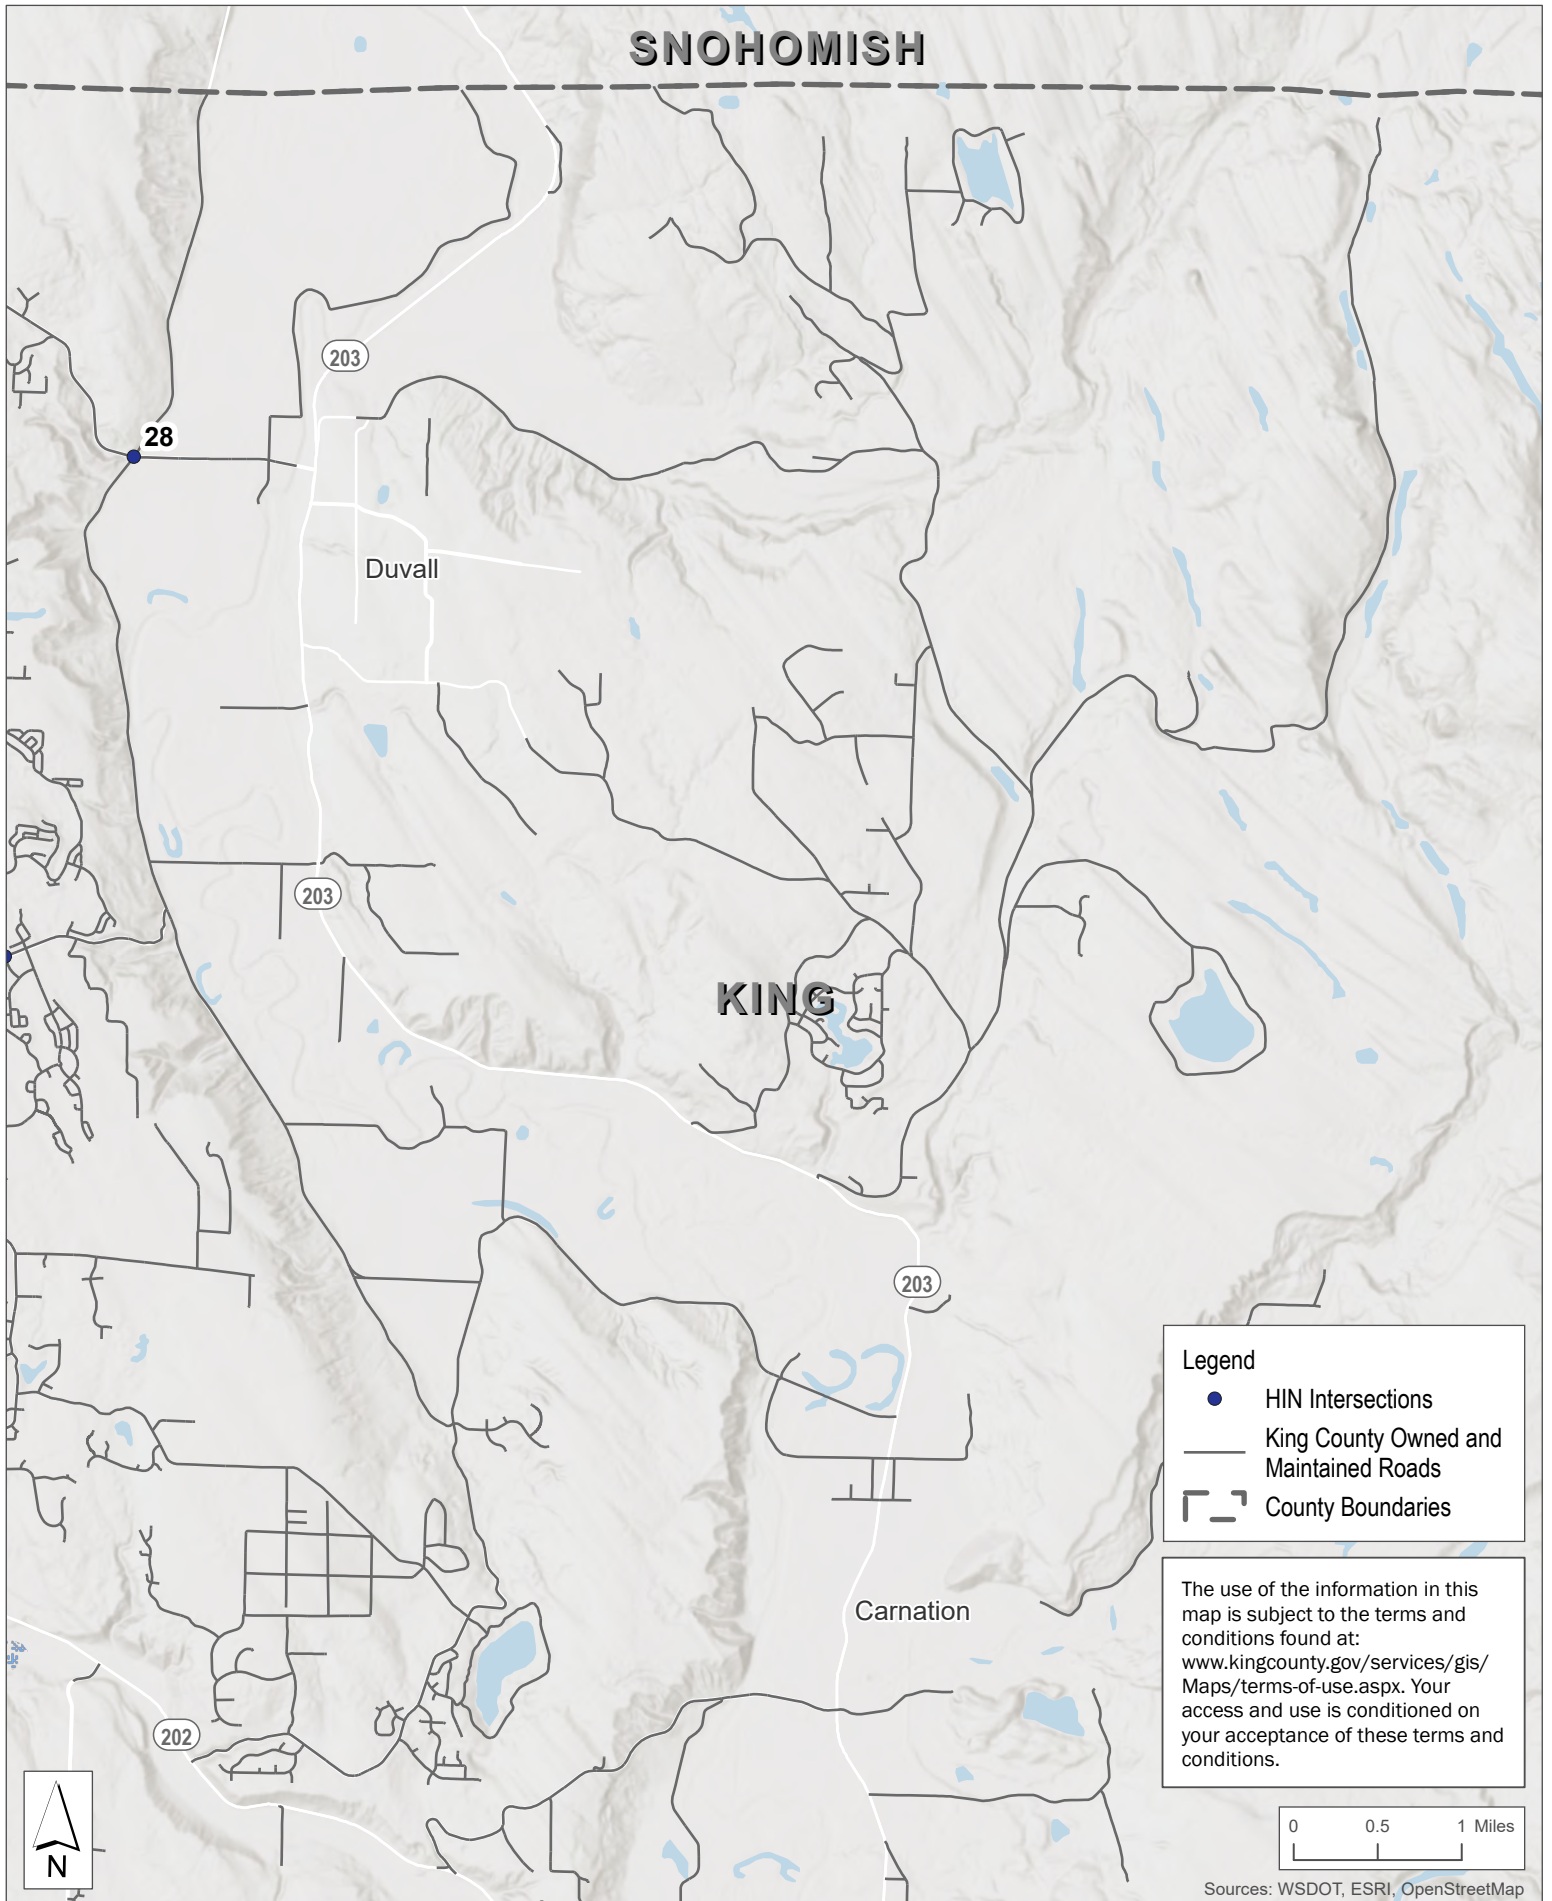 SNOHOMISH
203
28
Duvall
203
KING
203
Legend
HIN Intersections
King County Owned and
Maintained Roads
County Boundaries
The use of the information in this
map is subject to the terms and
conditions found at:
www.kingcounty.gov/services/gis/
Maps/terms-of-use.aspx. Your
access and use is conditioned on
your acceptance of these terms and
conditions.
Carnation
202
N
0 0.5 1 Miles
Sources: WSDOT, ESRI, OpenStreetMap